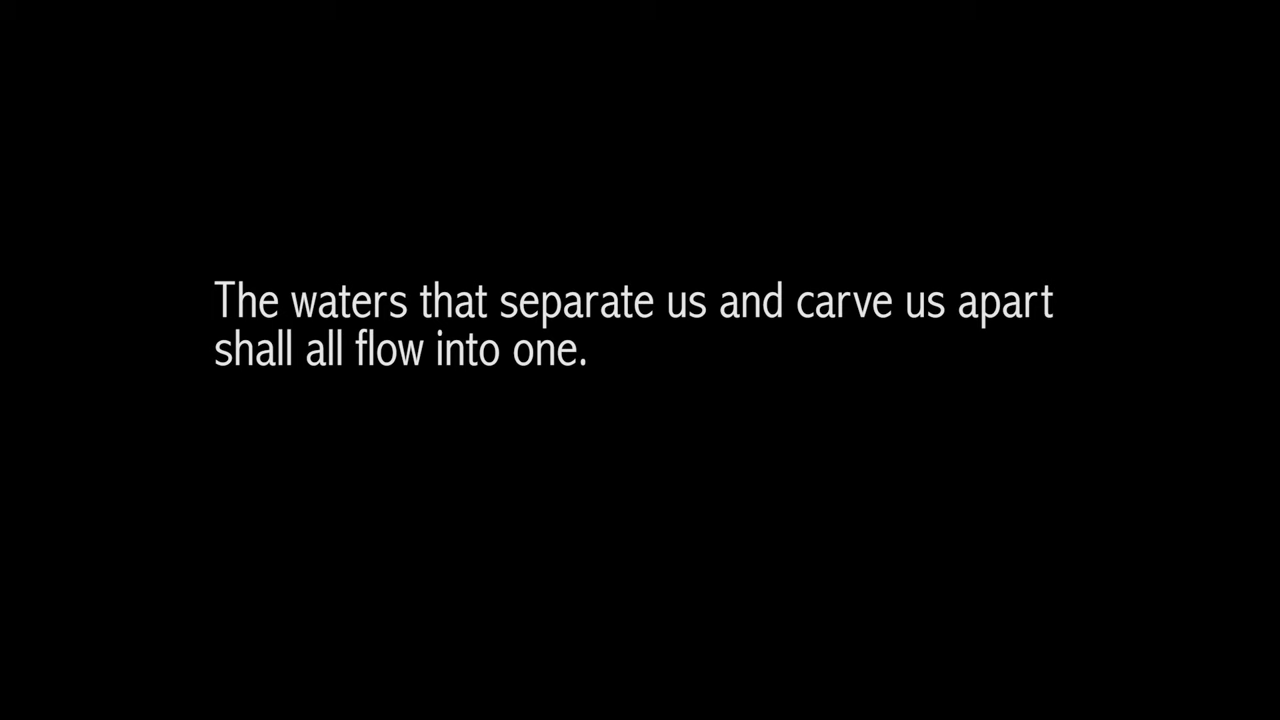 The waters that separate us and carve us apart
shall all flow into one.